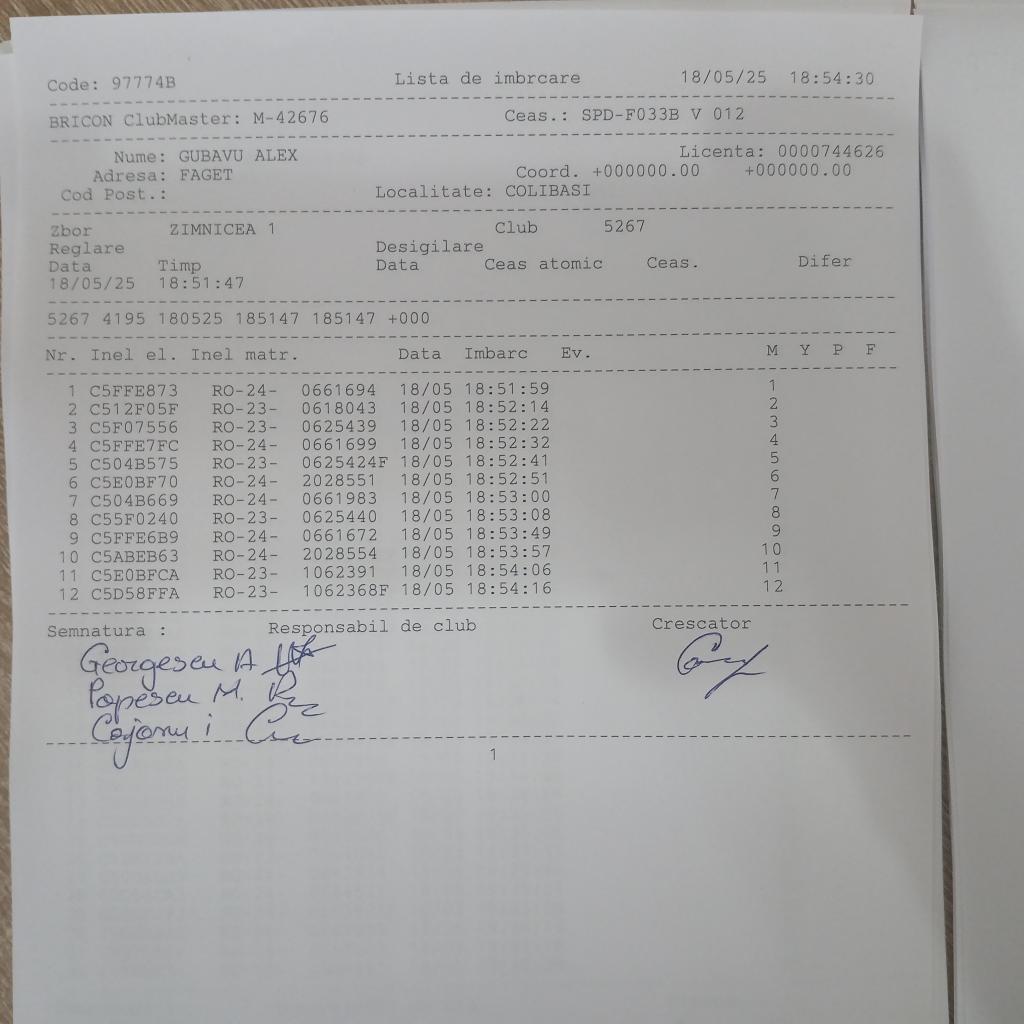 Code: 97774B Lista de imbrcare 18/05/25 18:54:30
BRICON ClubMaster: M-42676 Ceas.: SPD-F033B V 012
Nume: GUBAVU ALEX Licenta: 0000744626
Adresa: FAGET Coord. +000000.00 +000000.00
Cod Post.: Localitate: COLIBASI
Zbor ZIMNICEA 1 Club 5267
Reglare Desigilare
Data Timp Data Ceas atomic Ceas. Difer
18/05/25 18:51:47
5267 4195 180525 185147 185147 +000
Nr. Inel el. Inel matr. Data Imbarc Ev. M Y P F
1 C5FFE873 RO-24- 0661694 18/05 18:51:59 1
2 C512F05F RO-23- 0618043 18/05 18:52:14 2
3 C5F07556 RO-23- 0625439 18/05 18:52:22 3
4 C5FFE7FC RO-24- 0661699 18/05 18:52:32 4
5 C504B575 RO-23- 0625424F 18/05 18:52:41 5
6 C5E0BF70 RO-24- 2028551 18/05 18:52:51 6
7 C504B669 RO-24- 0661983 18/05 18:53:00 7
8 C55F0240 RO-23- 0625440 18/05 18:53:08 8
9 C5FFE6B9 RO-24- 0661672 18/05 18:53:49 9
10 C5ABEB63 RO-24- 2028554 18/05 18:53:57 10
11 C5E0BFCA RO-23- 1062391 18/05 18:54:06 11
12 C5D58FFA RO-23- 1062368F 18/05 18:54:16 12
Semnatura : Responsabil de club Crescator
Georgescu A
Popescu M.
Cojanu i
1